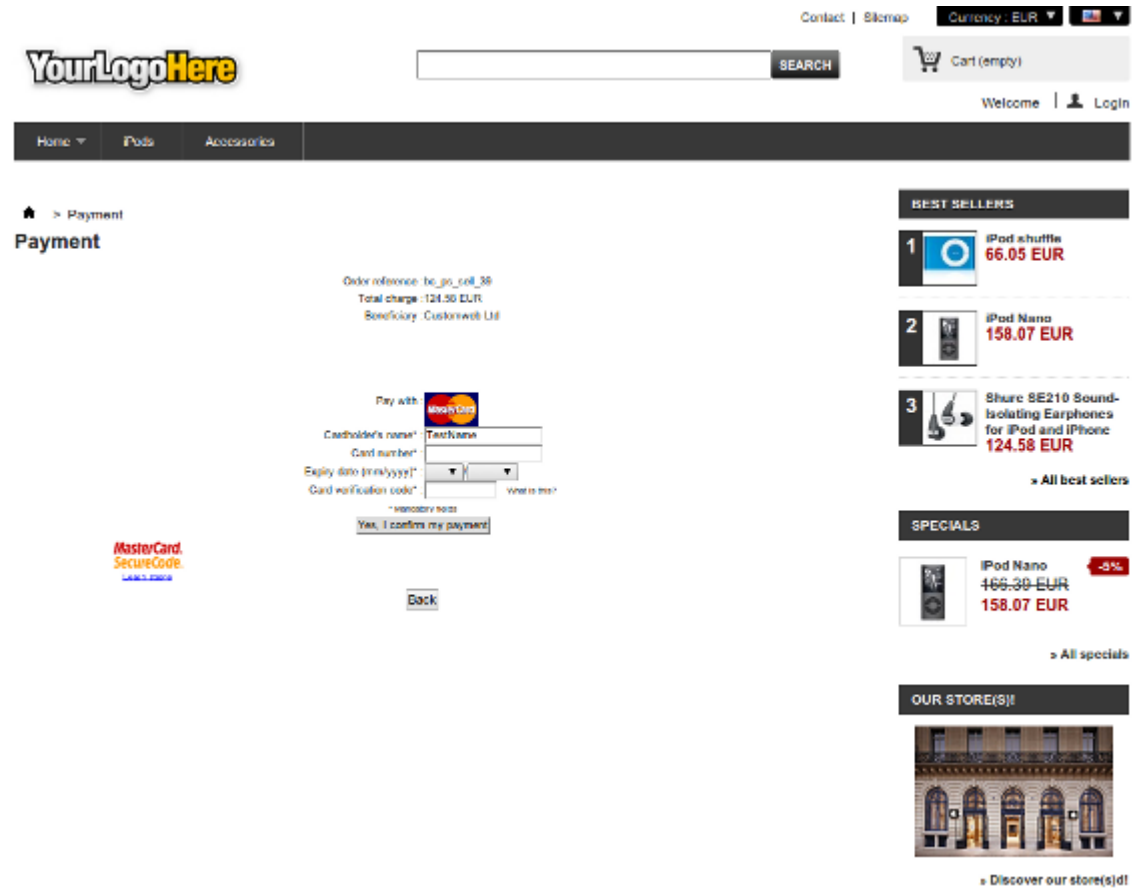 Contact | Sitemap
Currency : EUR
YourLogoHere
SEARCH
Cart (empty)
Welcome
Login
Home
iPods
Accessories
> Payment
Payment
Order reference :bc_ps_sell_39
Total charge :124.58 EUR
Beneficiary :Customweb Ltd
Pay with :
MasterCard
Cardholder's name* : TestName
Card number* :
Expiry date (mm/yyyy)* : /
Card verification code* : What is this?
* Mandatory fields
Yes, I confirm my payment
MasterCard.
SecureCode.
Learn more
Back
BEST SELLERS
1
iPod shuffle
66.05 EUR
2
iPod Nano
158.07 EUR
3
Shure SE210 Sound-
Isolating Earphones
for iPod and iPhone
124.58 EUR
» All best sellers
SPECIALS
iPod Nano
-5%
166.39 EUR
158.07 EUR
» All specials
OUR STORE(S)!
» Discover our store(s)d!